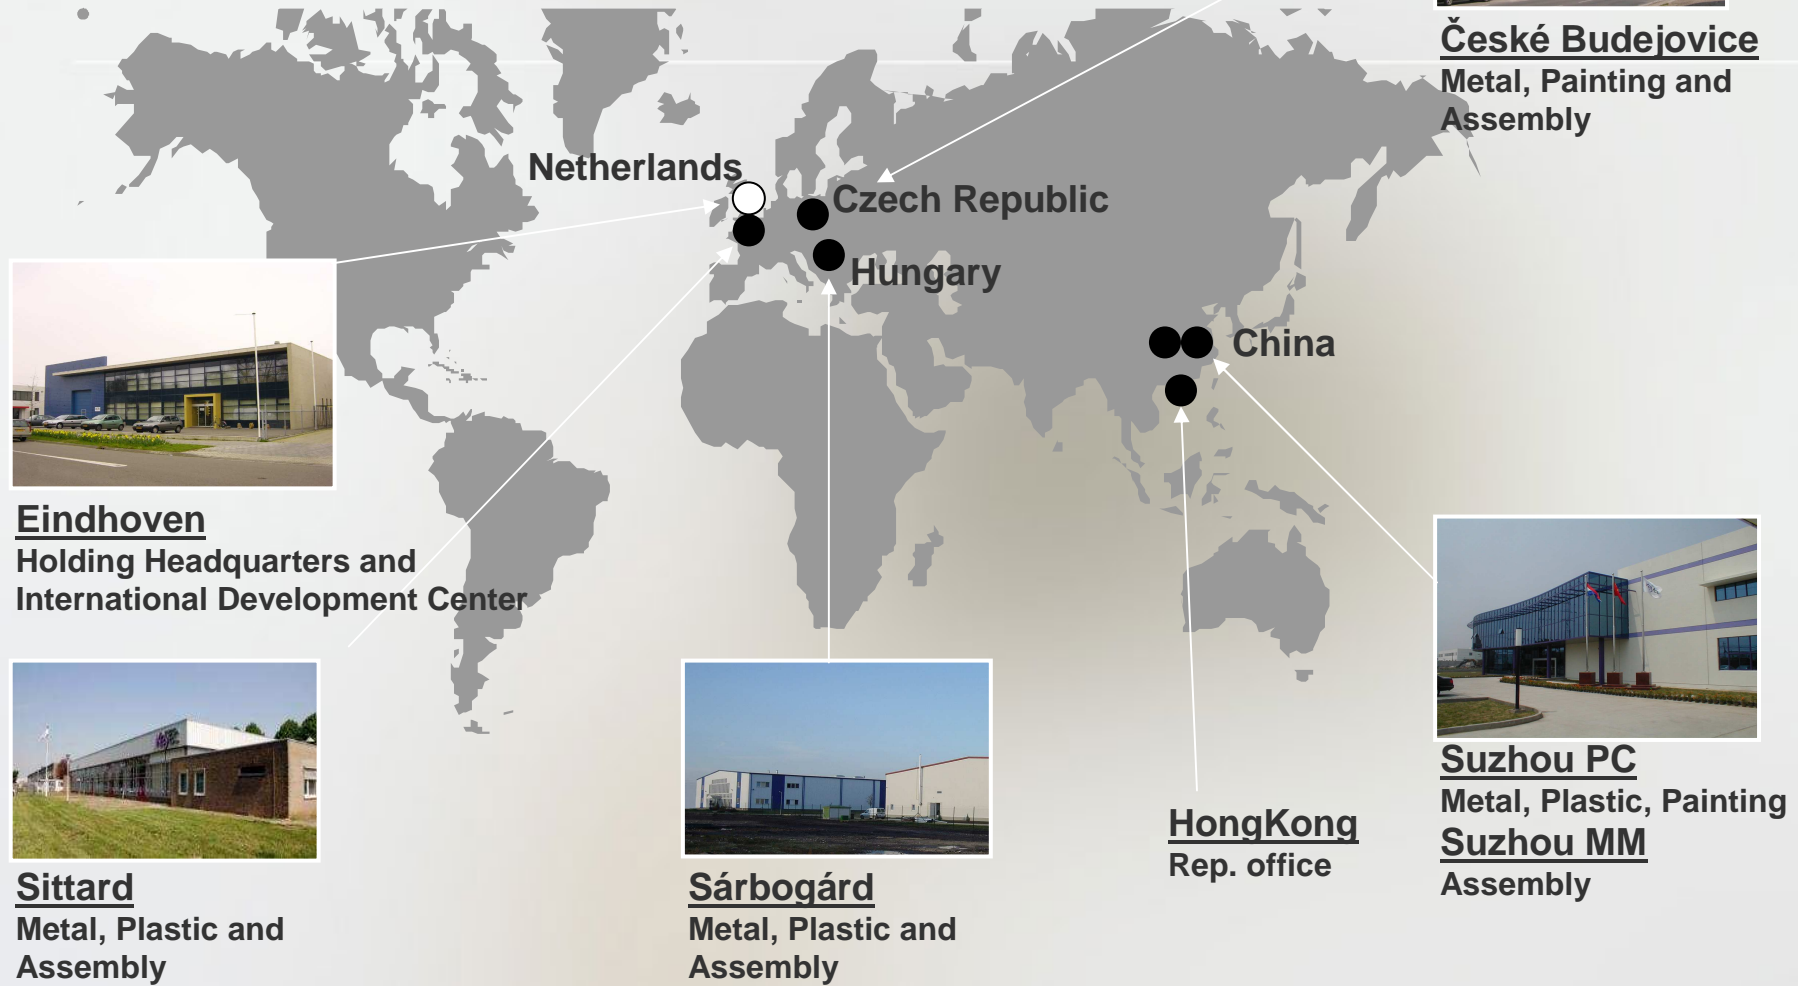 České Budejovice
Metal, Painting and
Assembly
Netherlands
Czech Republic
Hungary
China
Eindhoven
Holding Headquarters and
International Development Center
Sittard
Metal, Plastic and
Assembly
Sárbogárd
Metal, Plastic and
Assembly
HongKong
Rep. office
Suzhou PC
Metal, Plastic, Painting
Suzhou MM
Assembly